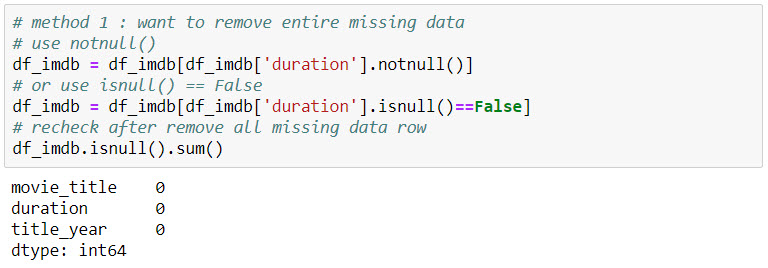 # method 1 : want to remove entire missing data
# use notnull()
df_imdb = df_imdb[df_imdb['duration'].notnull()]
# or use isnull() == False
df_imdb = df_imdb[df_imdb['duration'].isnull()==False]
# recheck after remove all missing data row
df_imdb.isnull().sum()
movie_title    0
duration       0
title_year     0
dtype: int64